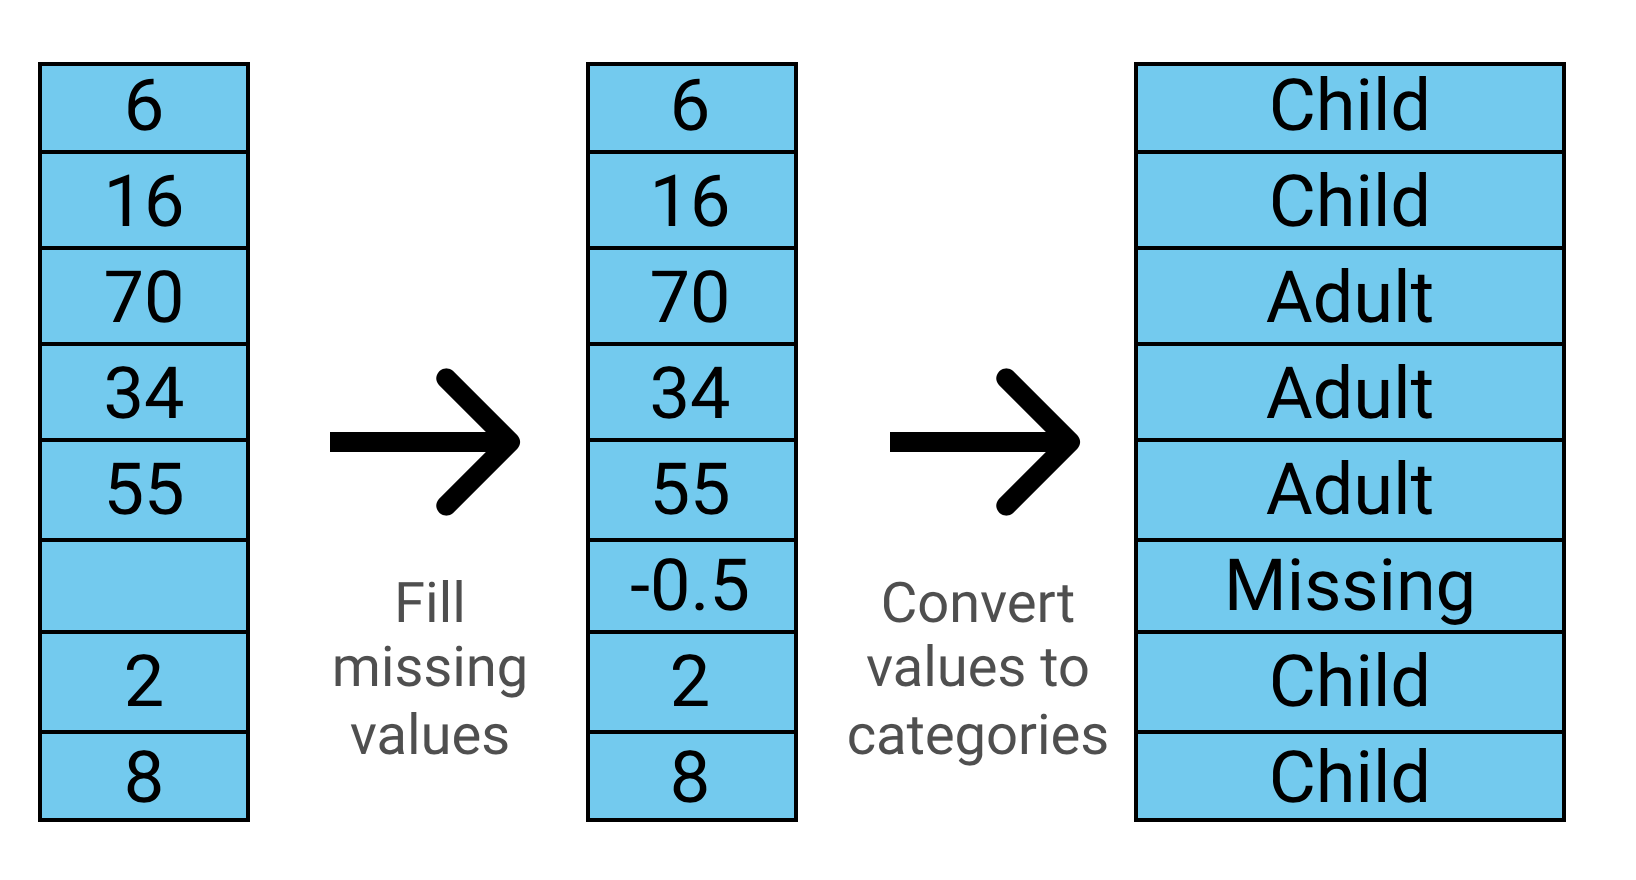 6
16
70
34
55
2
8
Fill
missing
values
6
16
70
34
55
-0.5
2
8
Convert
values to
categories
Child
Child
Adult
Adult
Adult
Missing
Child
Child